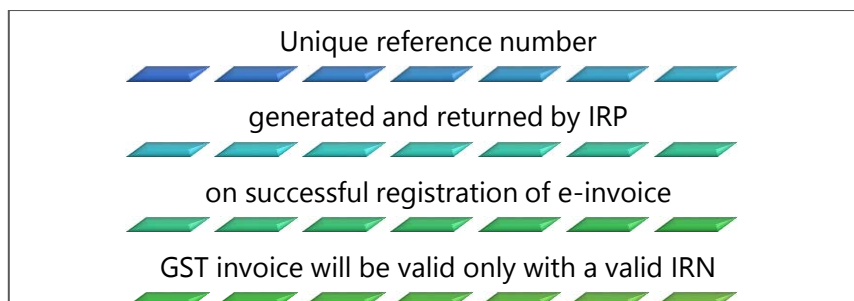 Unique reference number
generated and returned by IRP
on successful registration of e-invoice
GST invoice will be valid only with a valid IRN